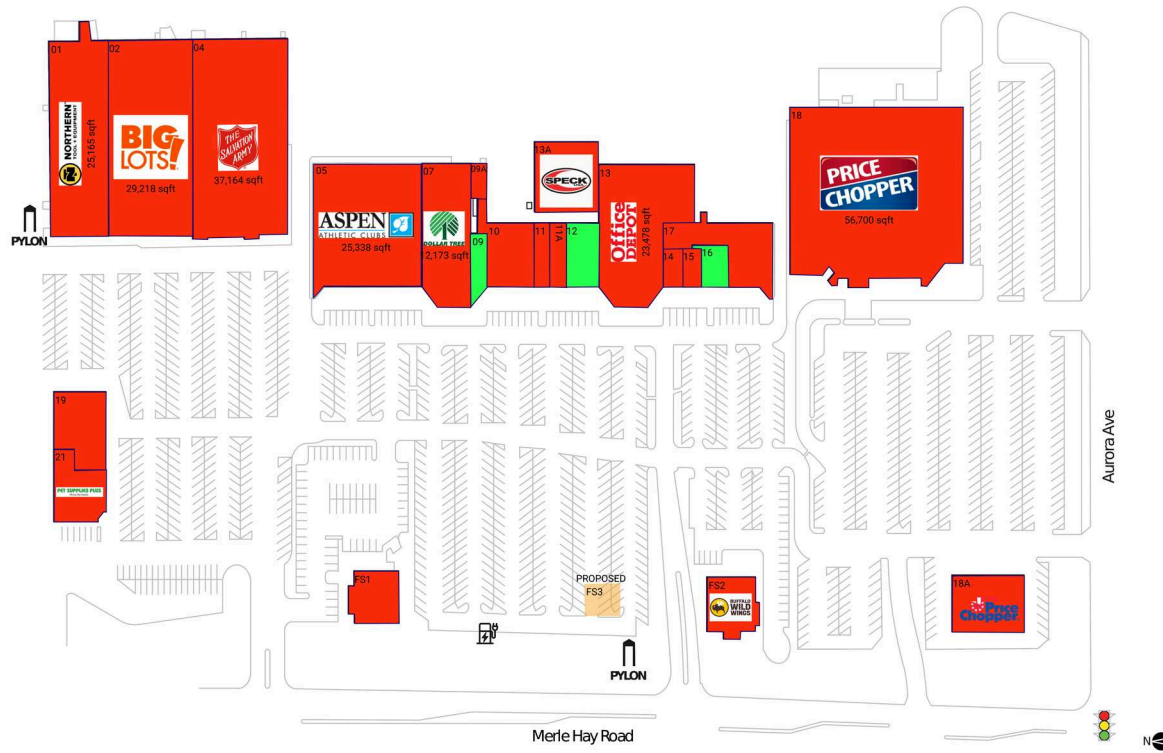 01
02
04
NORTHERN
TOOL + EQUIPMENT
25,165 sqft
BIG
LOTS!
29,218 sqft
THE
SALVATION
ARMY
37,164 sqft
PYLON
05
ASPEN
ATHLETIC CLUBS
25,338 sqft
07
DOLLAR TREE
12,173 sqft
09A
09
10
11
11A
12
13A
SPECK
13
Office
DEPOT
23,478 sqft
17
14
15
16
18
PRICE
CHOPPER
56,700 sqft
19
21
PET SUPPLIES PLUS
FS1
PROPOSED
FS3
FS2
BUFFALO
WILD
WINGS
18A
Price
Chopper
PYLON
Aurora Ave
Merle Hay Road
N